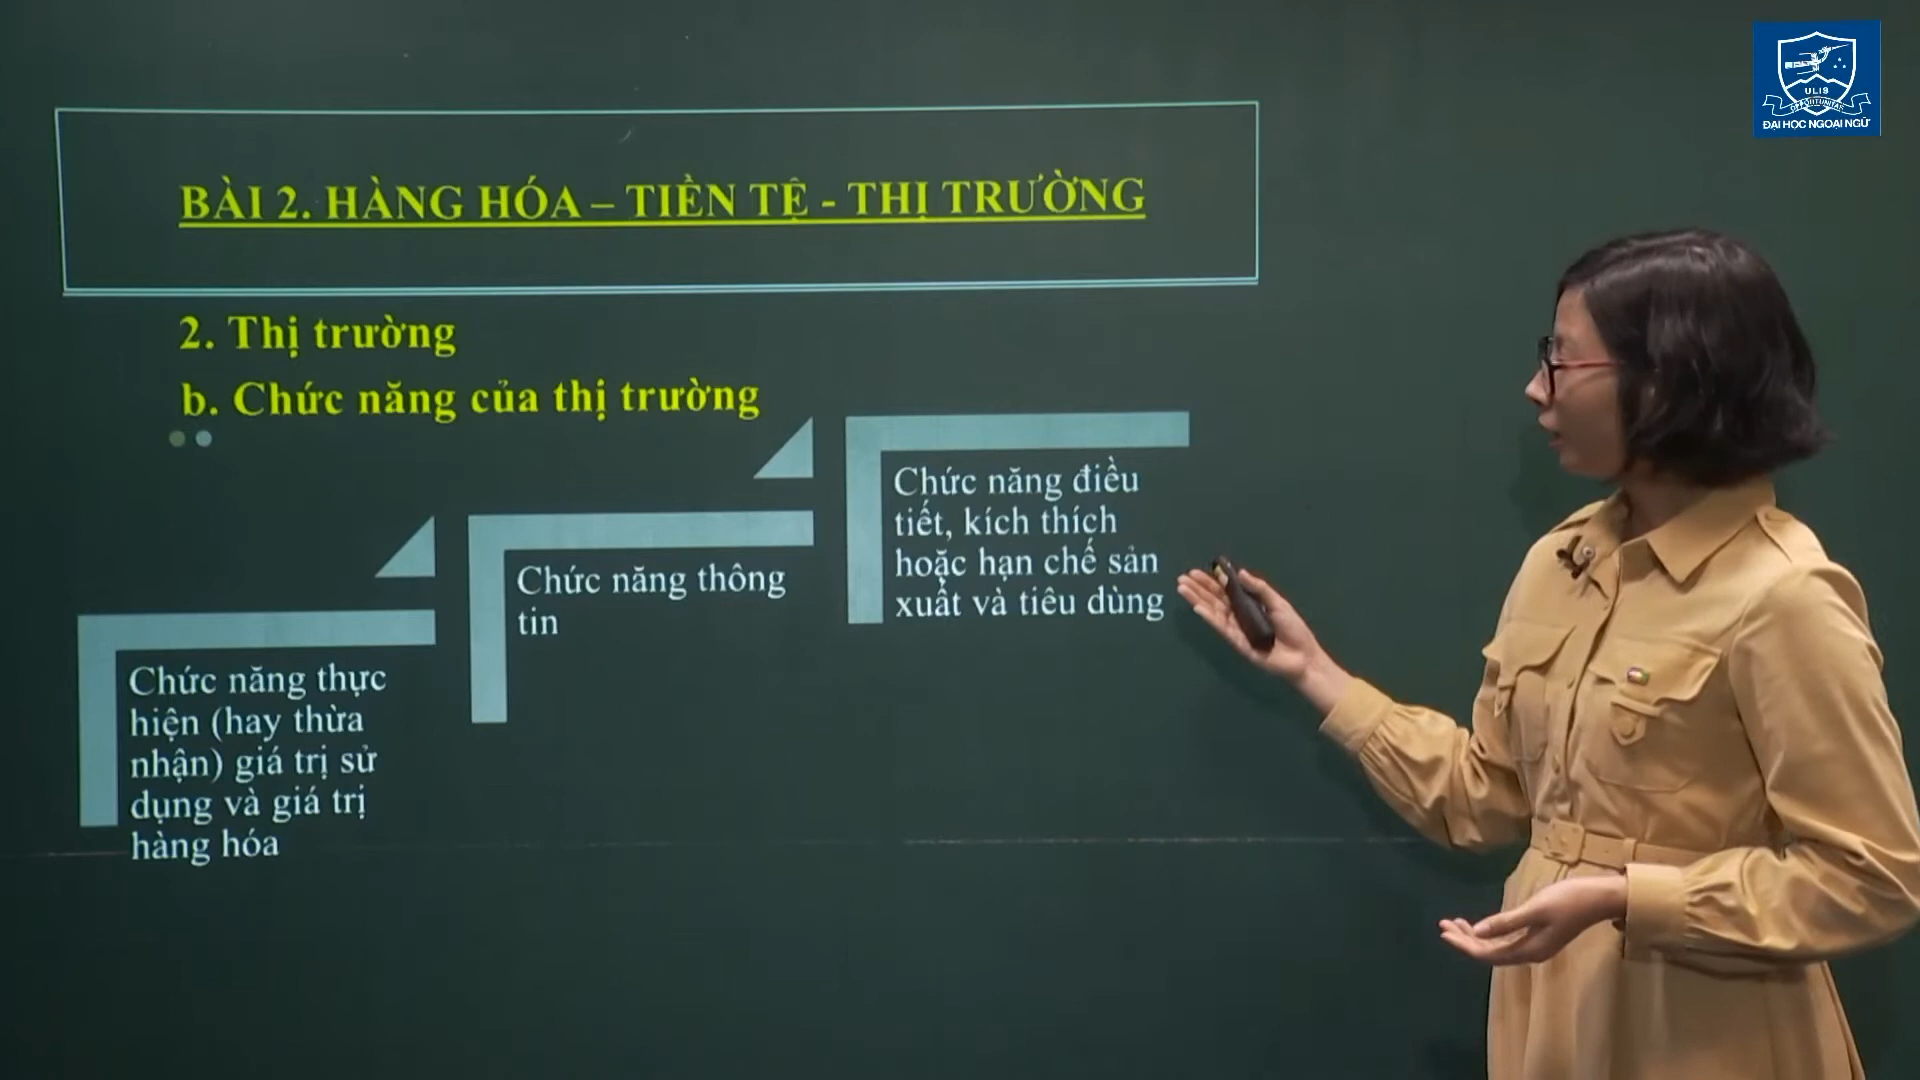 BÀI 2. HÀNG HÓA – TIỀN TỆ - THỊ TRƯỜNG
2. Thị trường
b. Chức năng của thị trường
Chức năng thực
hiện (hay thừa
nhận) giá trị sử
dụng và giá trị
hàng hóa
Chức năng thông
tin
Chức năng điều
tiết, kích thích
hoặc hạn chế sản
xuất và tiêu dùng
ULIS
ĐẠI HỌC NGOẠI NGỮ